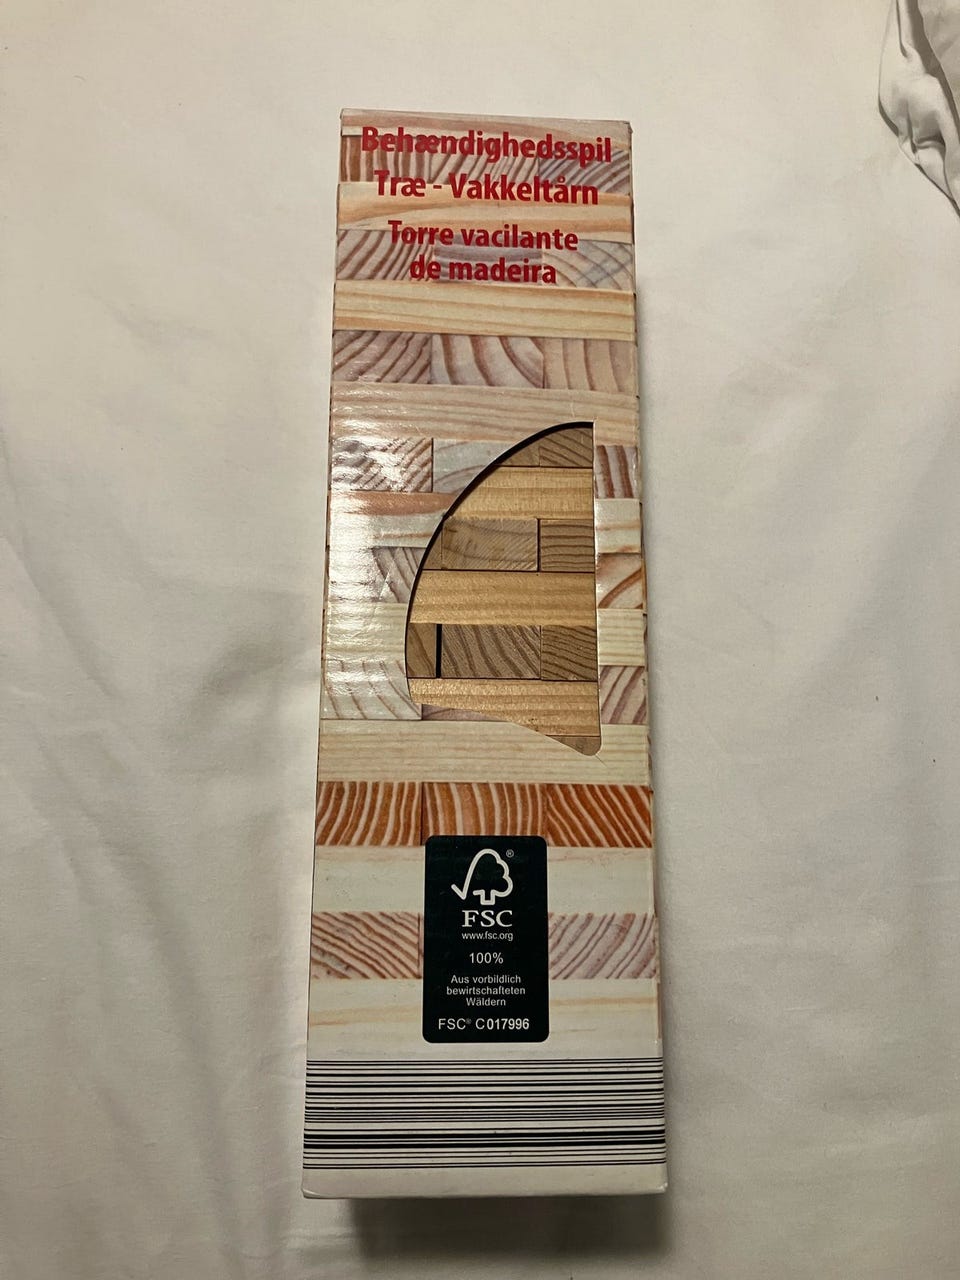 Behændighedsspil
Træ - Vakkeltårn
Torre vacilante
de madeira
®
FSC
www.fsc.org
100%
Aus vorbildlich
bewirtschafteten
Wäldern
FSC® C017996